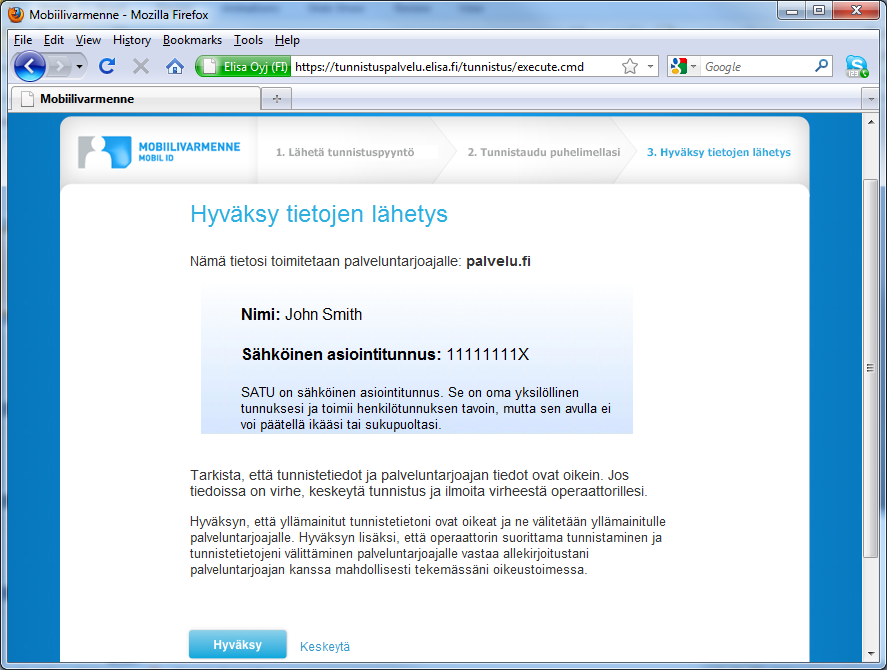 Mobiilivarmenne - Mozilla Firefox
File Edit View History Bookmarks Tools Help
Elisa Oyj (FI) https://tunnistuspalvelu.elisa.fi/tunnistus/execute.cmd Google
Mobiilivarmenne
MOBIILIVARMENNE
MOBIL ID
1. Lähetä tunnistuspyyntö 2. Tunnistaudu puhelimellasi 3. Hyväksy tietojen lähetys
Hyväksy tietojen lähetys
Nämä tietosi toimitetaan palveluntarjoajalle: palvelu.fi
Nimi: John Smith
Sähköinen asiointitunnus: 11111111X
SATU on sähköinen asiointitunnus. Se on oma yksilöllinen
tunnuksesi ja toimii henkilötunnuksen tavoin, mutta sen avulla ei
voi päätellä ikääsi tai sukupuoltasi.
Tarkista, että tunnistetiedot ja palveluntarjoajan tiedot ovat oikein. Jos
tiedoissa on virhe, keskeytä tunnistus ja ilmoita virheestä operaattorillesi.
Hyväksyn, että yllämainitut tunnistetietoni ovat oikeat ja ne välitetään yllämainitulle
palveluntarjoajalle. Hyväksyn lisäksi, että operaattorin suorittama tunnistaminen ja
tunnistetietojeni välittäminen palveluntarjoajalle vastaa allekirjoitustani
palveluntarjoajan kanssa mahdollisesti tekemässäni oikeustoimessa.
Hyväksy Keskeytä